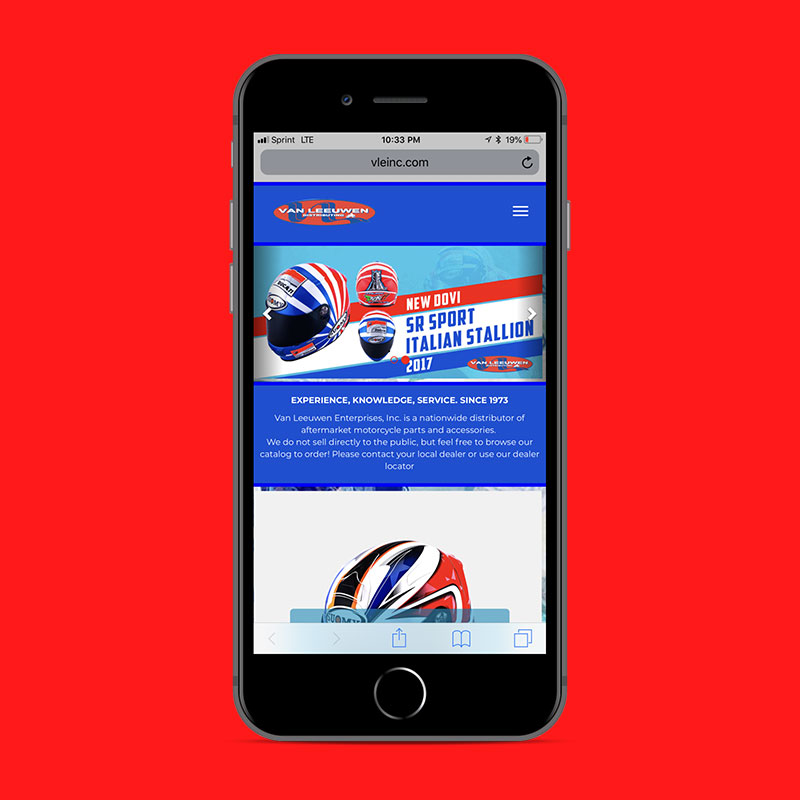 Sprint LTE 10:33 PM 19%
vleinc.com
VAN LEEUWEN
DISTRIBUTING
NEW DOVI
SR SPORT
ITALIAN STALLION
2017
VAN LEEUWEN
EXPERIENCE, KNOWLEDGE, SERVICE. SINCE 1973
Van Leeuwen Enterprises, Inc. is a nationwide distributor of
aftermarket motorcycle parts and accessories.
We do not sell directly to the public, but feel free to browse our
catalog to order! Please contact your local dealer or use our dealer
locator
SUOMY